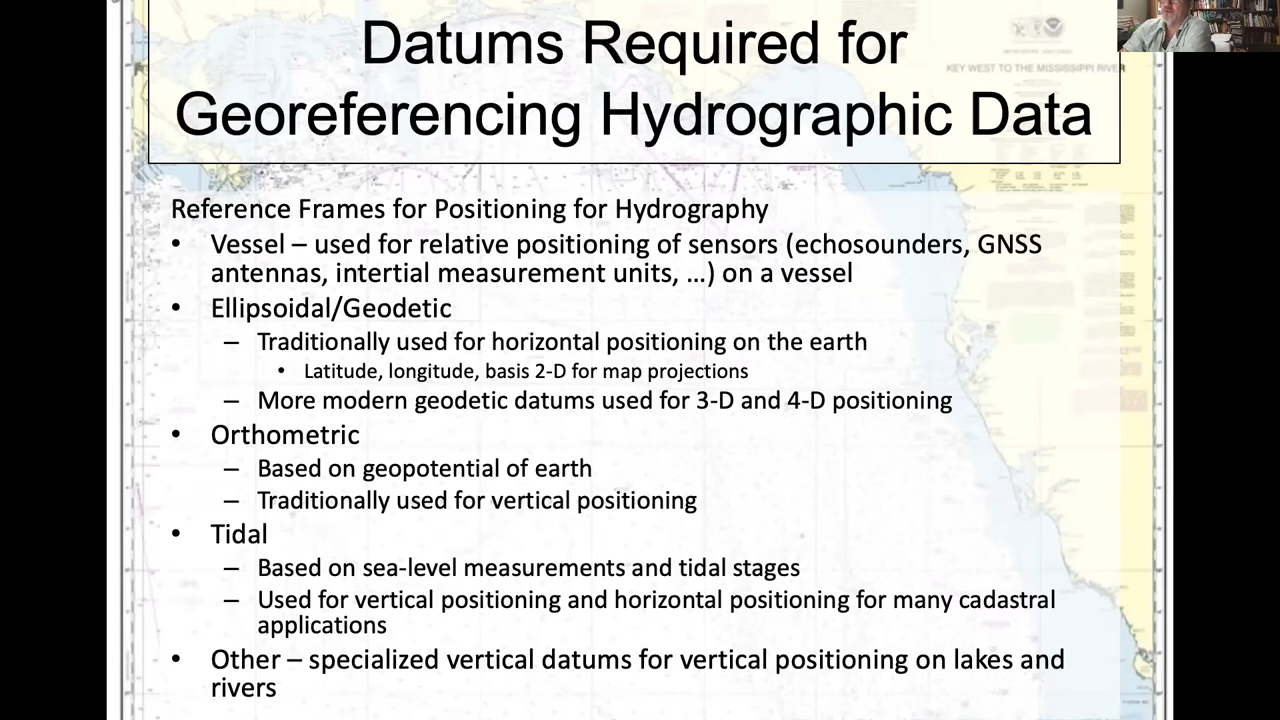 Datums Required for
Georeferencing Hydrographic Data
KEY WEST TO THE MISSISSIPPI RIVER
Reference Frames for Positioning for Hydrography
• Vessel – used for relative positioning of sensors (echosounders, GNSS
antennas, intertial measurement units, …) on a vessel
• Ellipsoidal/Geodetic
– Traditionally used for horizontal positioning on the earth
• Latitude, longitude, basis 2-D for map projections
– More modern geodetic datums used for 3-D and 4-D positioning
• Orthometric
– Based on geopotential of earth
– Traditionally used for vertical positioning
• Tidal
– Based on sea-level measurements and tidal stages
– Used for vertical positioning and horizontal positioning for many cadastral
applications
• Other – specialized vertical datums for vertical positioning on lakes and
rivers